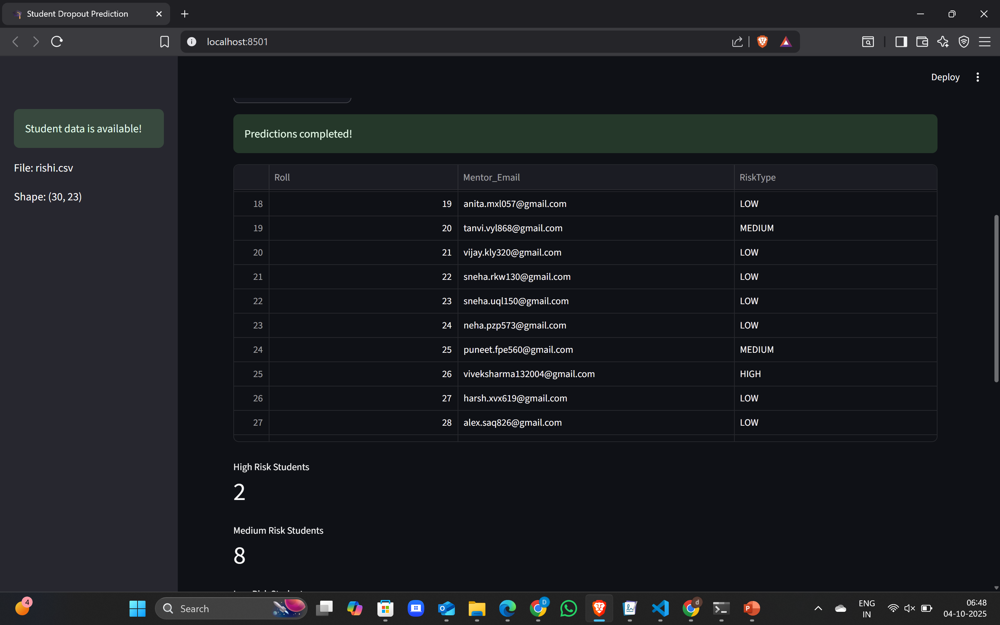 Student Dropout Prediction
localhost:8501
Deploy
Student data is available!
File: rishi.csv
Shape: (30, 23)
Predictions completed!
Roll Mentor_Email RiskType
18 19 anita.mxl057@gmail.com LOW
19 20 tanvi.vyl868@gmail.com MEDIUM
20 21 vijay.kly320@gmail.com LOW
21 22 sneha.rkw130@gmail.com LOW
22 23 sneha.uql150@gmail.com LOW
23 24 neha.pzp573@gmail.com LOW
24 25 puneet.fpe560@gmail.com MEDIUM
25 26 viveksharma132004@gmail.com HIGH
26 27 harsh.xvx619@gmail.com LOW
27 28 alex.saq826@gmail.com LOW
High Risk Students
2
Medium Risk Students
8
4
Search
D
d
ENG
IN
06:48
04-10-2025